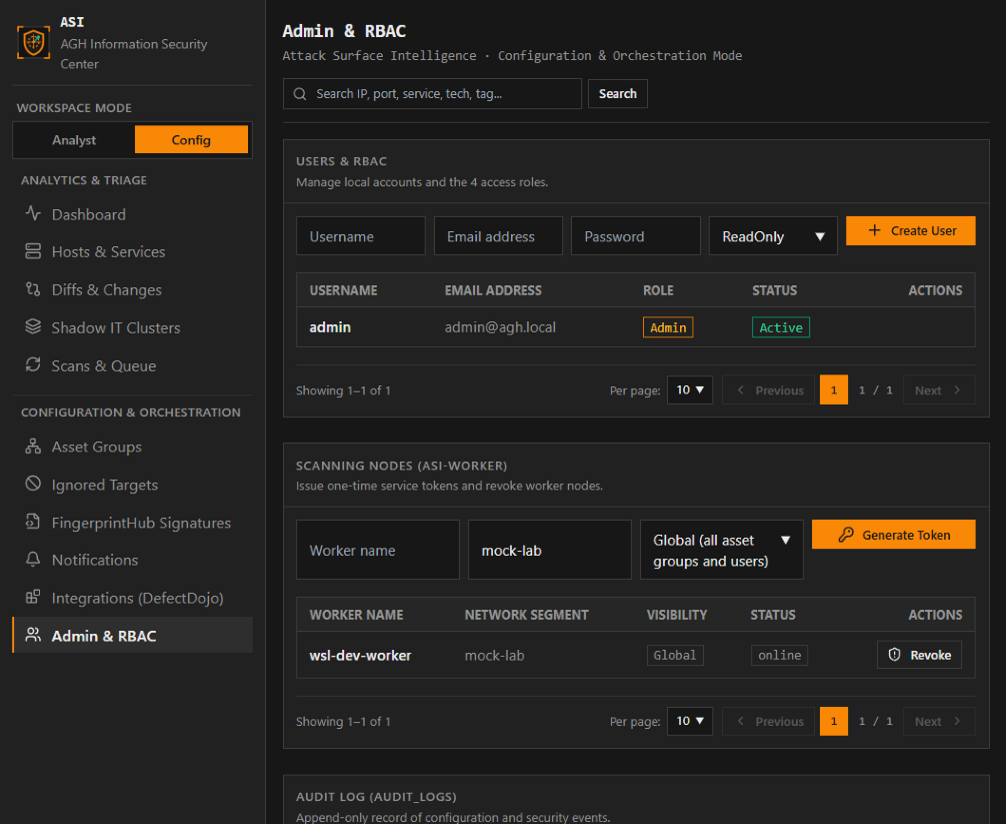 ASI
AGH Information Security
Center
WORKSPACE MODE
Analyst
Config
ANALYTICS & TRIAGE
Dashboard
Hosts & Services
Diffs & Changes
Shadow IT Clusters
Scans & Queue
CONFIGURATION & ORCHESTRATION
Asset Groups
Ignored Targets
FingerprintHub Signatures
Notifications
Integrations (DefectDojo)
Admin & RBAC
Admin & RBAC
Attack Surface Intelligence · Configuration & Orchestration Mode
Search IP, port, service, tech, tag...
Search
USERS & RBAC
Manage local accounts and the 4 access roles.
Username
Email address
Password
ReadOnly
Create User
USERNAME EMAIL ADDRESS ROLE STATUS ACTIONS
admin admin@agh.local Admin Active
Showing 1–1 of 1 Per page: 10 Previous 1 1 / 1 Next
SCANNING NODES (ASI-WORKER)
Issue one-time service tokens and revoke worker nodes.
Worker name
mock-lab
Global (all asset
groups and users)
Generate Token
WORKER NAME NETWORK SEGMENT VISIBILITY STATUS ACTIONS
wsl-dev-worker mock-lab Global online Revoke
Showing 1–1 of 1 Per page: 10 Previous 1 1 / 1 Next
AUDIT LOG (AUDIT_LOGS)
Append-only record of configuration and security events.